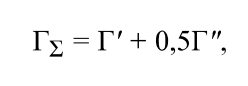 Γ_Σ = Γ′ + 0,5Γ″,